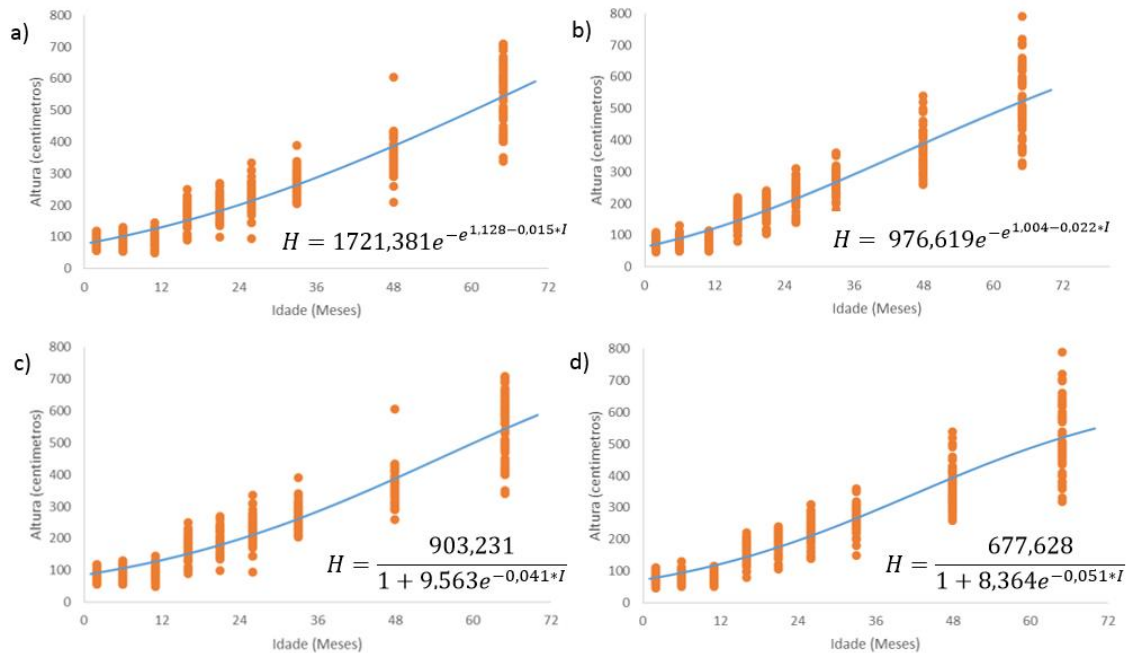 a)
800
700
600
500
400
300
200
100
0
Altura (centímetros)
0 12 24 36 48 60 72
Idade (Meses)
H = 1721,381e^{-e^{1,128-0,015*I}}
b)
800
700
600
500
400
300
200
100
0
Altura (centímetros)
0 12 24 36 48 60 72
Idade (Meses)
H = 976,619e^{-e^{1,004-0,022*I}}
c)
800
700
600
500
400
300
200
100
0
Altura (centímetros)
0 12 24 36 48 60 72
Idade (Meses)
H = \frac{903,231}{1 + 9,563e^{-0,041*I}}
d)
800
700
600
500
400
300
200
100
0
Altura (centímetros)
0 12 24 36 48 60 72
Idade (Meses)
H = \frac{677,628}{1 + 8,364e^{-0,051*I}}